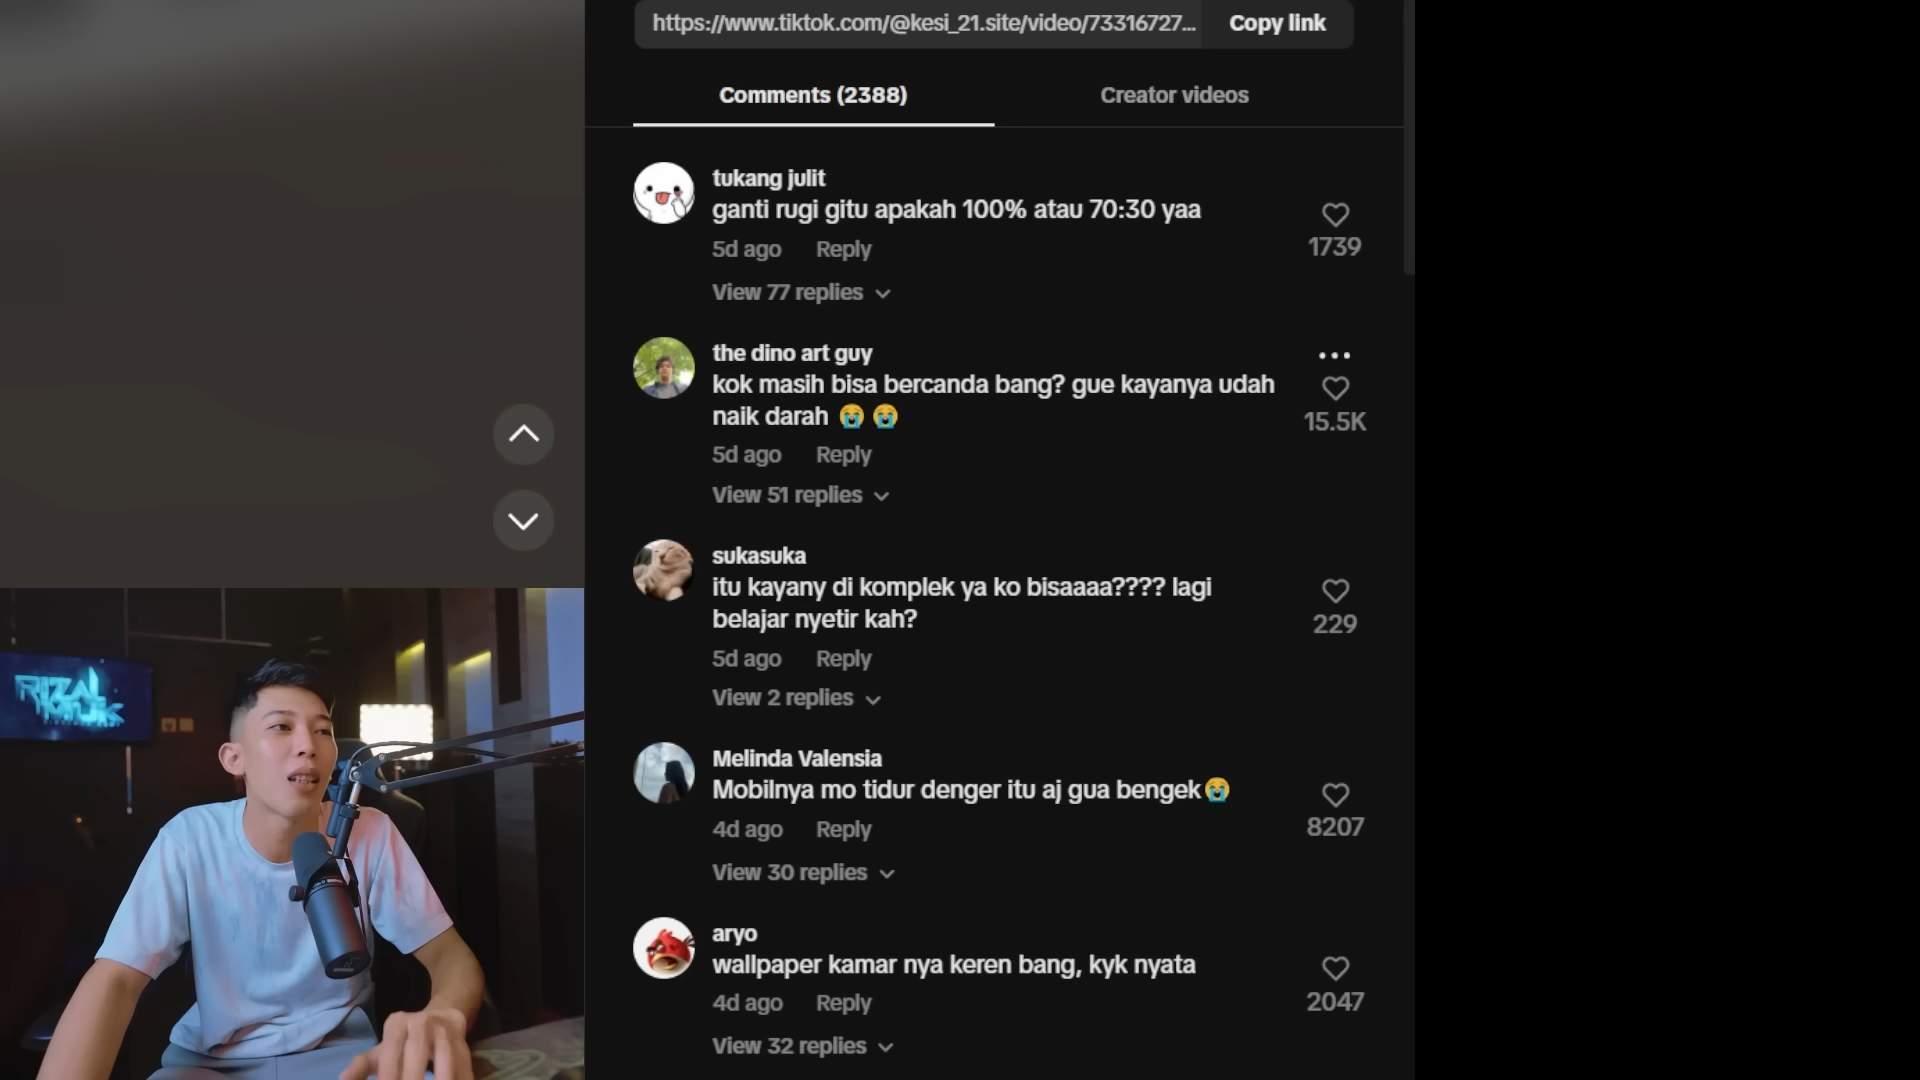 https://www.tiktok.com/@kesi_21.site/video/73316727...
Copy link
Comments (2388)
Creator videos
tukang julit
ganti rugi gitu apakah 100% atau 70:30 yaa
1739
5d ago Reply
View 77 replies
the dino art guy
kok masih bisa bercanda bang? gue kayanya udah
naik darah 😭 😭
15.5K
5d ago Reply
View 51 replies
sukasuka
itu kayany di komplek ya ko bisaaaa???? lagi
belajar nyetir kah?
229
5d ago Reply
View 2 replies
Melinda Valensia
Mobilnya mo tidur denger itu aj gua bengek😭
8207
4d ago Reply
View 30 replies
aryo
wallpaper kamar nya keren bang, kyk nyata
2047
4d ago Reply
View 32 replies
RIZAL